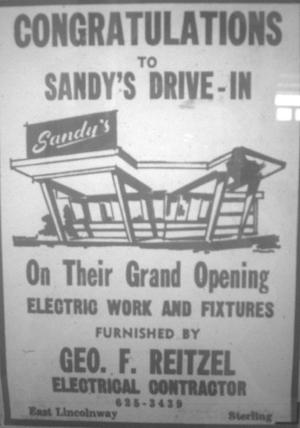 CONGRATULATIONS
TO
SANDY'S DRIVE-IN
Sandy's
On Their Grand Opening
ELECTRIC WORK AND FIXTURES
FURNISHED BY
GEO. F. REITZEL
ELECTRICAL CONTRACTOR
625-3439
East Lincolnway Sterling